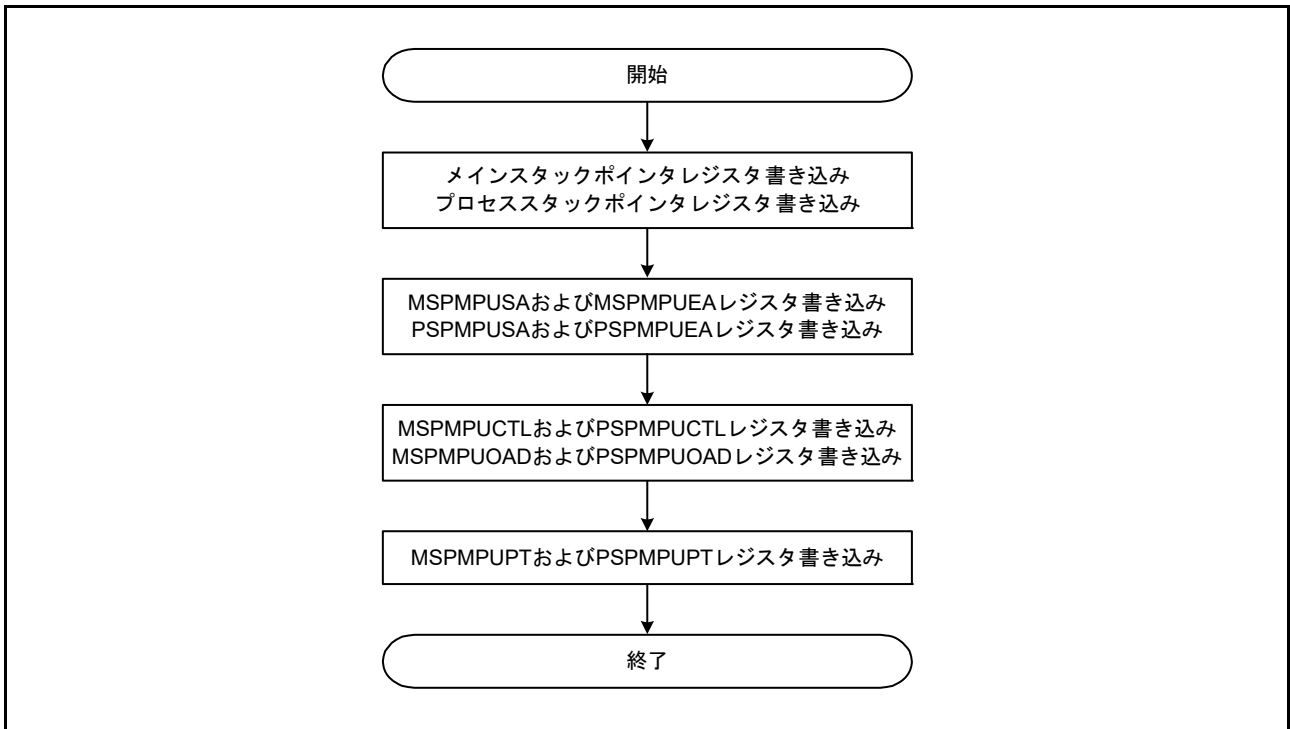 開始
メインスタックポインタレジスタ書き込み
プロセススタックポインタレジスタ書き込み
MSPMPUSAおよびMSPMPUEAレジスタ書き込み
PSPMPUSAおよびPSPMPUEAレジスタ書き込み
MSPMPUCTLおよびPSPMPUCTLレジスタ書き込み
MSPMPUOADおよびPSPMPUOADレジスタ書き込み
MSPMPUPTおよびPSPMPUPTレジスタ書き込み
終了